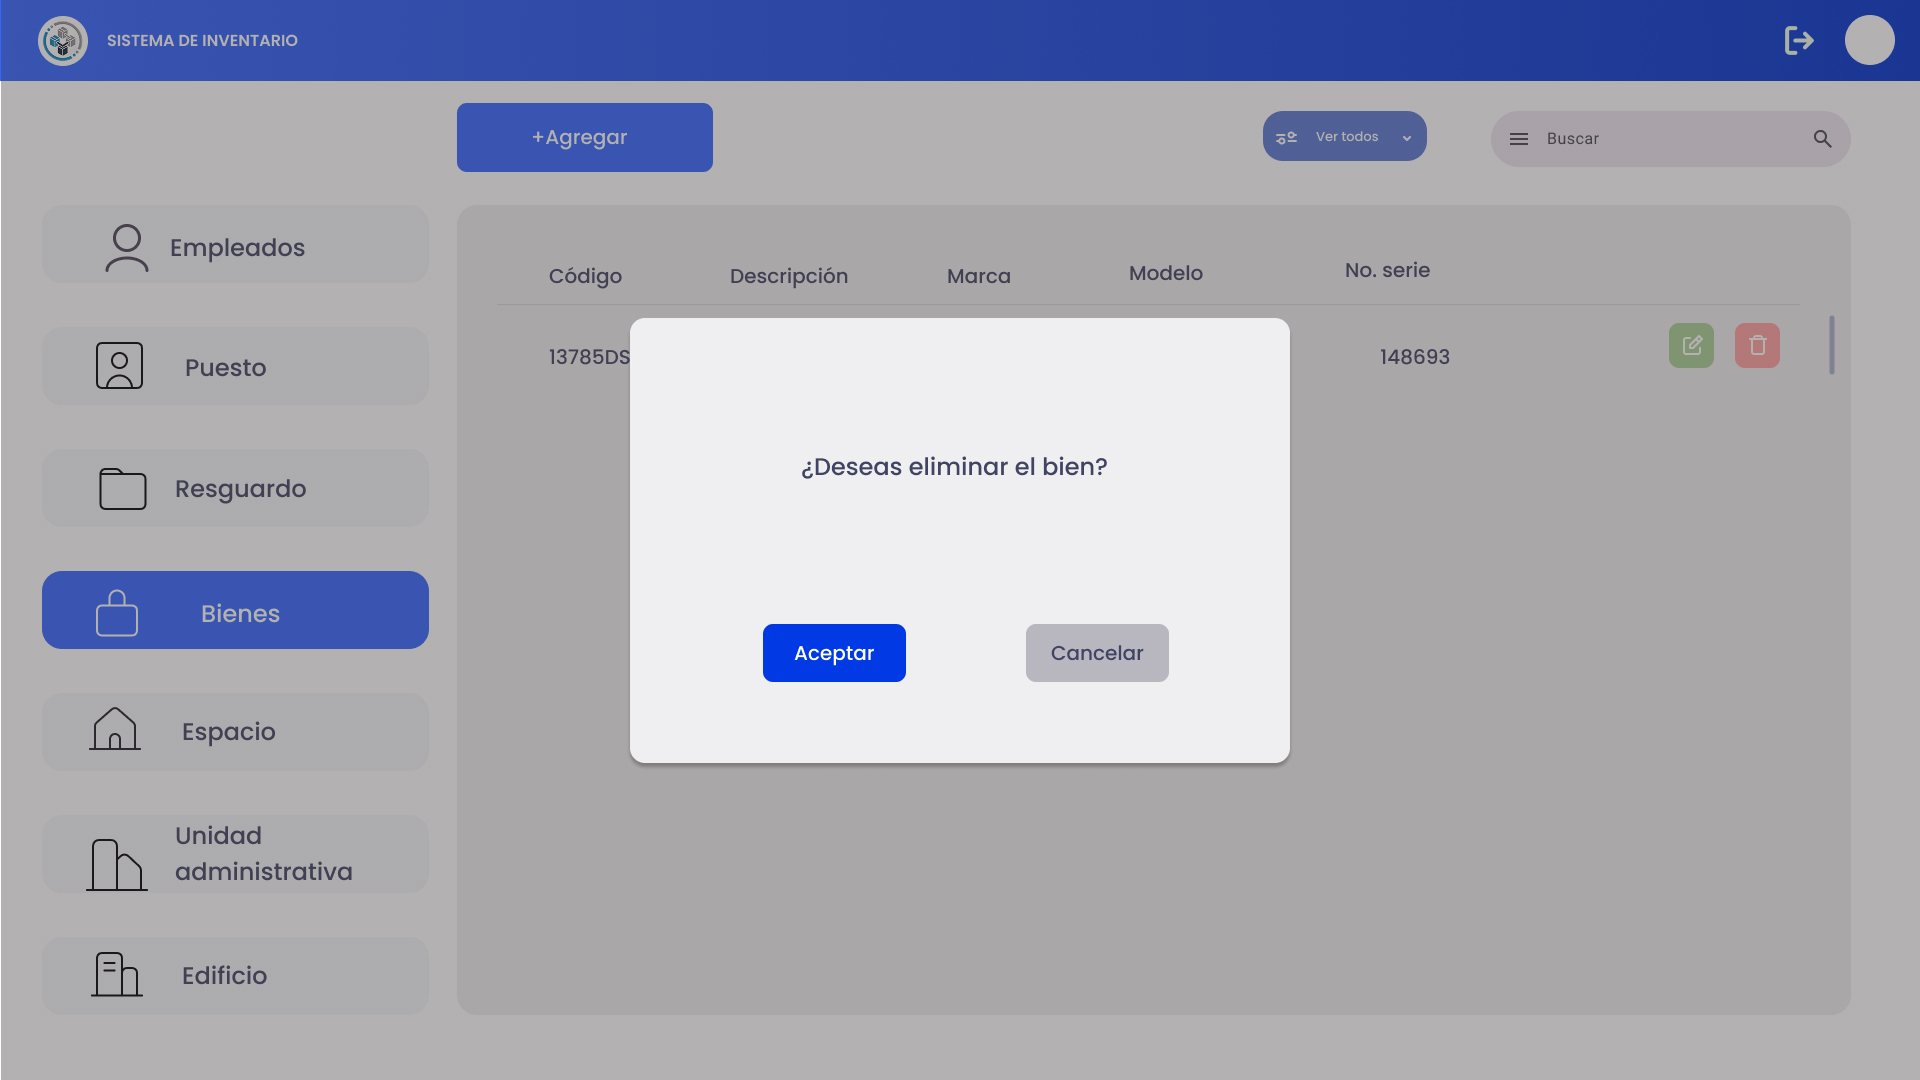 SISTEMA DE INVENTARIO
+Agregar
Ver todos
Buscar
Empleados
Puesto
Resguardo
Bienes
Espacio
Unidad
administrativa
Edificio
Código Descripción Marca Modelo No. serie
13785DS 148693
¿Deseas eliminar el bien?
Aceptar Cancelar